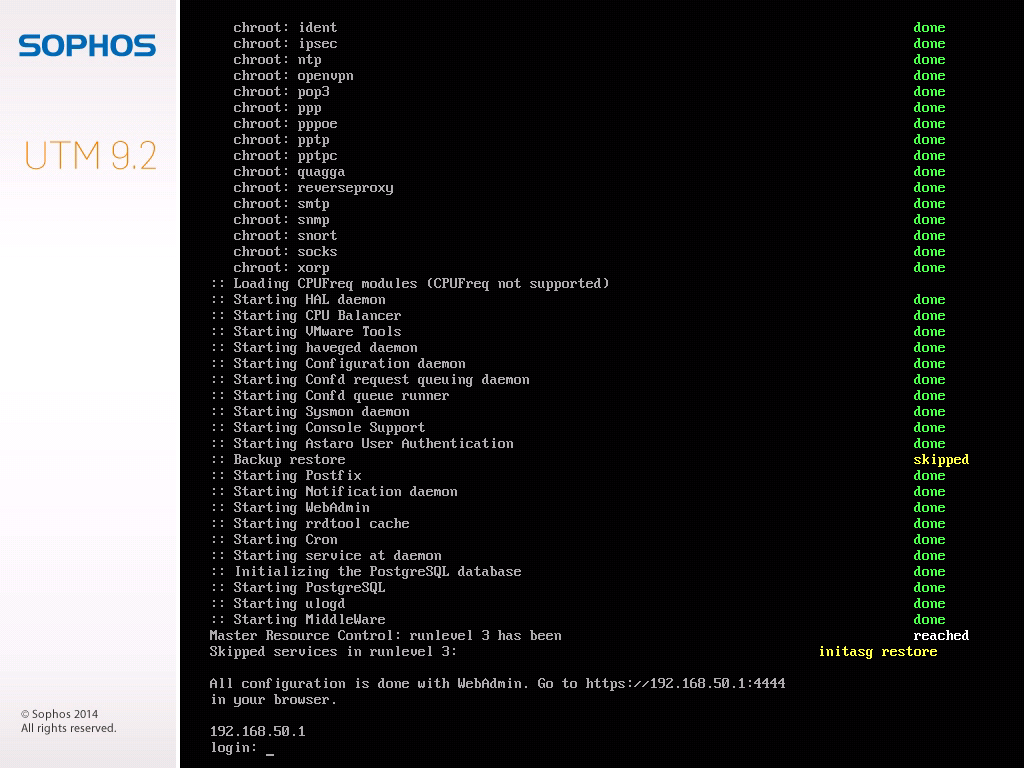 SOPHOS
UTM 9.2
chroot: ident done
chroot: ipsec done
chroot: ntp done
chroot: openvpn done
chroot: pop3 done
chroot: ppp done
chroot: pppoe done
chroot: pptp done
chroot: pptpc done
chroot: quagga done
chroot: reverseproxy done
chroot: smtp done
chroot: snmp done
chroot: snort done
chroot: socks done
chroot: xorp done
:: Loading CPUFreq modules (CPUFreq not supported)
:: Starting HAL daemon done
:: Starting CPU Balancer done
:: Starting VMware Tools done
:: Starting haveged daemon done
:: Starting Configuration daemon done
:: Starting Confd request queuing daemon done
:: Starting Confd queue runner done
:: Starting Sysmon daemon done
:: Starting Console Support done
:: Starting Astaro User Authentication done
:: Backup restore skipped
:: Starting Postfix done
:: Starting Notification daemon done
:: Starting WebAdmin done
:: Starting rrdtool cache done
:: Starting Cron done
:: Starting service at daemon done
:: Initializing the PostgreSQL database done
:: Starting PostgreSQL done
:: Starting ulogd done
:: Starting MiddleWare done
Master Resource Control: runlevel 3 has been reached
Skipped services in runlevel 3: initasg restore
All configuration is done with WebAdmin. Go to https://192.168.50.1:4444
in your browser.
192.168.50.1
login: _
© Sophos 2014
All rights reserved.